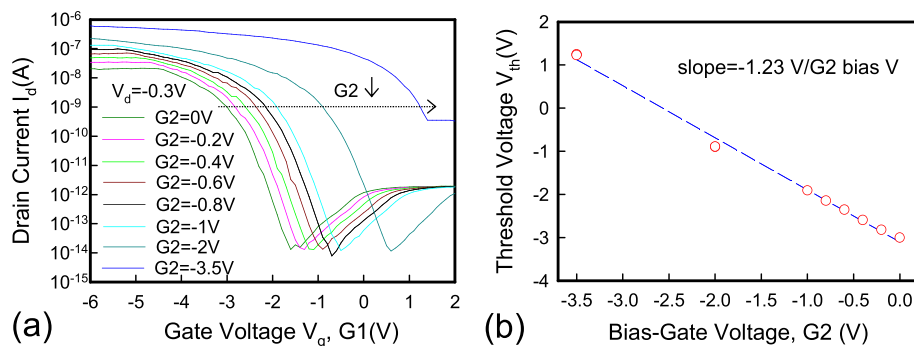 10-6
10-7
10-8
10-9
10-10
10-11
10-12
10-13
10-14
10-15
Drain Current Id(A)
Vd=-0.3V
G2 ↓
G2=0V
G2=-0.2V
G2=-0.4V
G2=-0.6V
G2=-0.8V
G2=-1V
G2=-2V
G2=-3.5V
-6 -5 -4 -3 -2 -1 0 1 2
(a)
Gate Voltage Vg, G1(V)
2
1
0
-1
-2
-3
-4
Threshold Voltage Vth(V)
slope=-1.23 V/G2 bias V
-3.5 -3.0 -2.5 -2.0 -1.5 -1.0 -0.5 0.0
(b)
Bias-Gate Voltage, G2 (V)